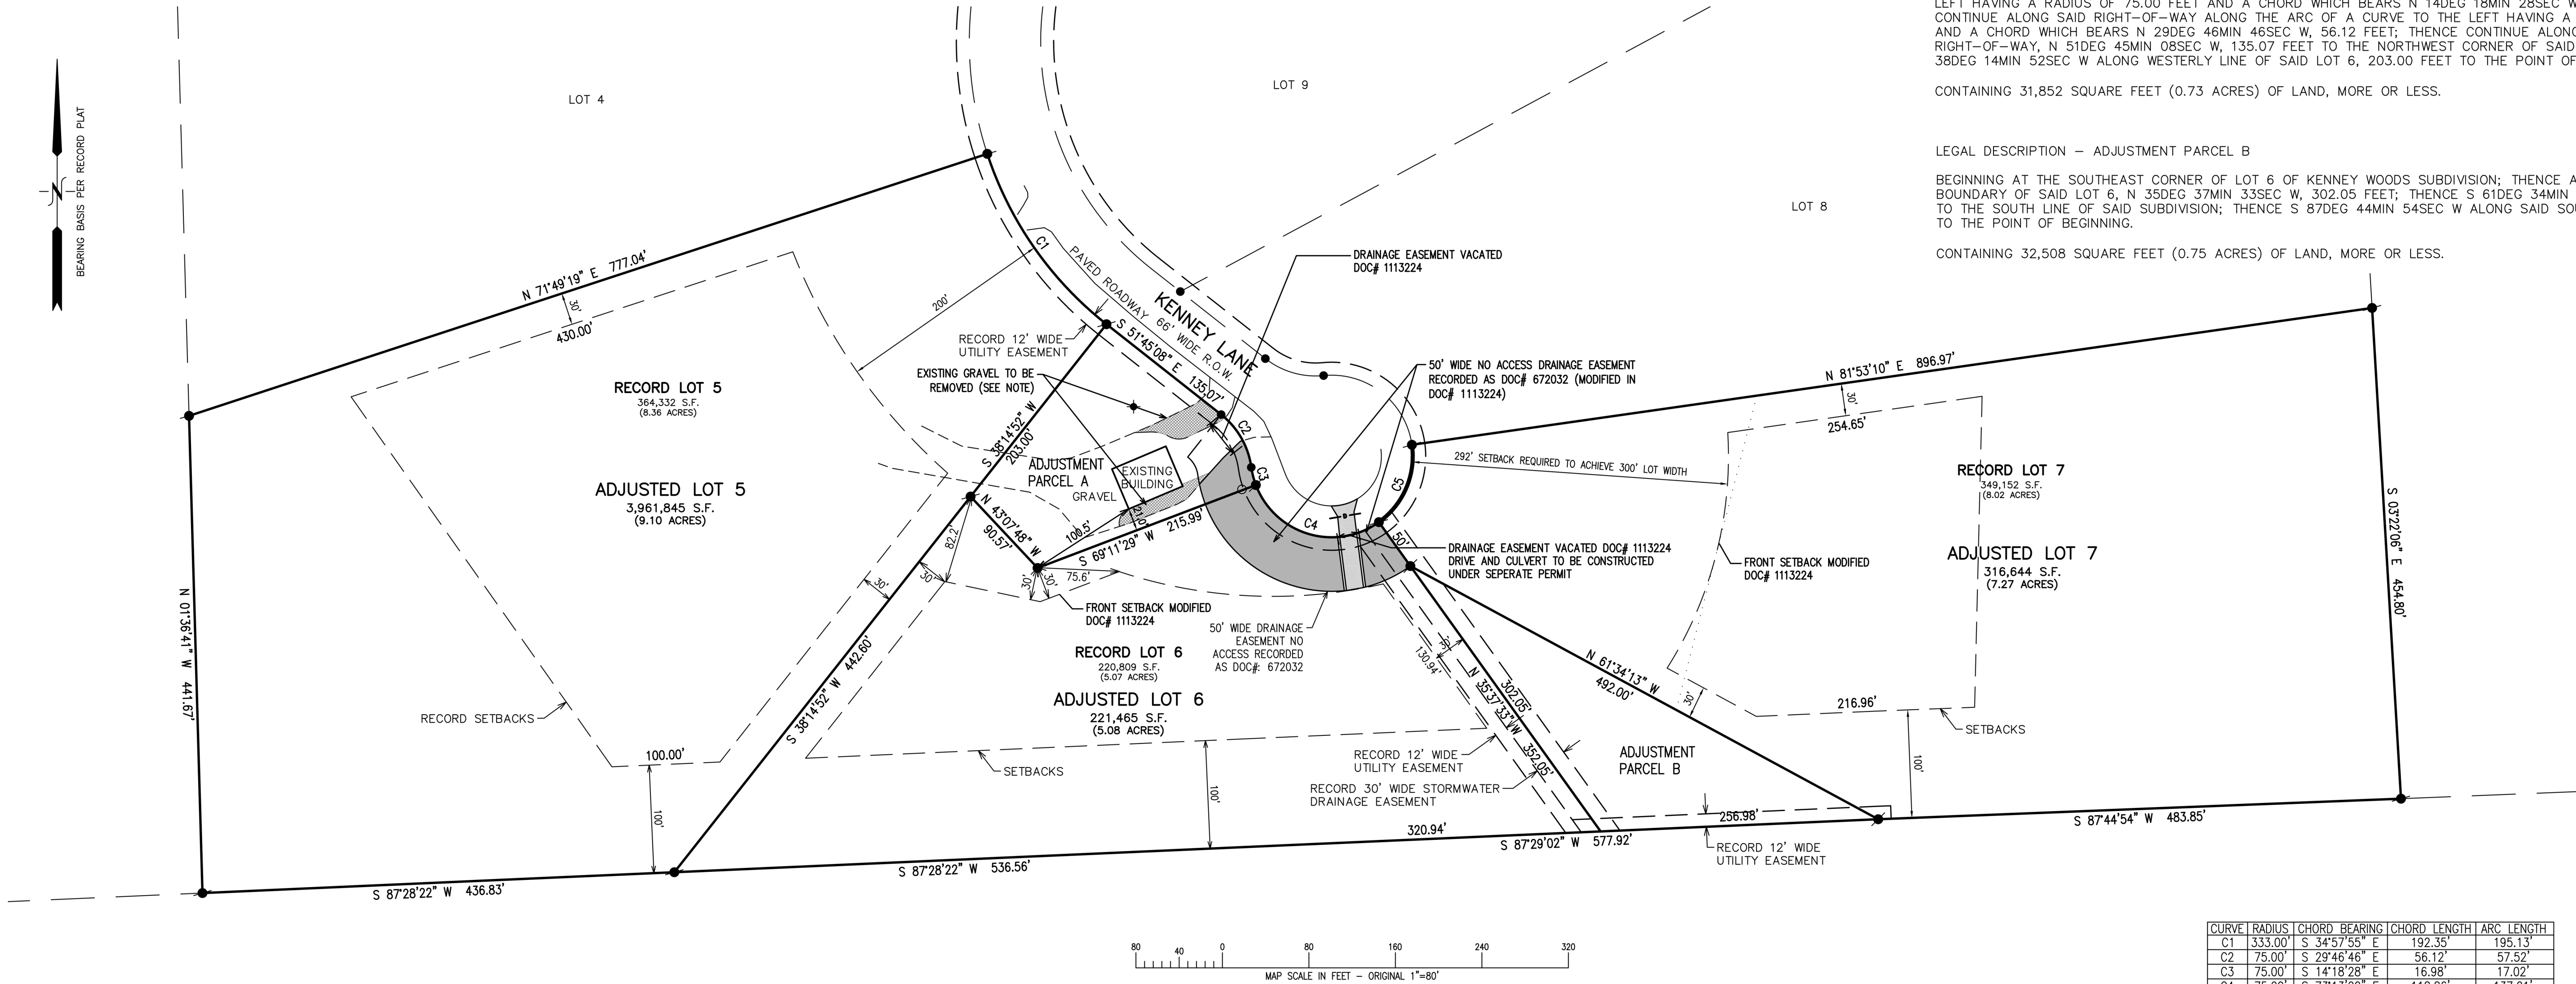 LEFT HAVING A RADIUS OF 75.00 FEET AND A CHORD WHICH BEARS N 14DEG 18MIN 28SEC W
CONTINUE ALONG SAID RIGHT-OF-WAY ALONG THE ARC OF A CURVE TO THE LEFT HAVING A
AND A CHORD WHICH BEARS N 29DEG 46MIN 46SEC W, 56.12 FEET; THENCE CONTINUE ALONG
RIGHT-OF-WAY, N 51DEG 45MIN 08SEC W, 135.07 FEET TO THE NORTHWEST CORNER OF SAID
38DEG 14MIN 52SEC W ALONG WESTERLY LINE OF SAID LOT 6, 203.00 FEET TO THE POINT OF
CONTAINING 31,852 SQUARE FEET (0.73 ACRES) OF LAND, MORE OR LESS.
LEGAL DESCRIPTION - ADJUSTMENT PARCEL B
BEGINNING AT THE SOUTHEAST CORNER OF LOT 6 OF KENNEY WOODS SUBDIVISION; THENCE A
BOUNDARY OF SAID LOT 6, N 35DEG 37MIN 33SEC W, 302.05 FEET; THENCE S 61DEG 34MIN
TO THE SOUTH LINE OF SAID SUBDIVISION; THENCE S 87DEG 44MIN 54SEC W ALONG SAID SOU
TO THE POINT OF BEGINNING.
CONTAINING 32,508 SQUARE FEET (0.75 ACRES) OF LAND, MORE OR LESS.
N
BEARING BASIS PER RECORD PLAT
LOT 4
LOT 9
LOT 8
N 71°49'19" E 777.04'
30'
430.00'
200'
C1
PAVED ROADWAY
66' WIDE R.O.W.
KENNEY LANE
DRAINAGE EASEMENT VACATED
DOC# 1113224
RECORD 12' WIDE
UTILITY EASEMENT
EXISTING GRAVEL TO BE
REMOVED (SEE NOTE)
S 51°45'08" E 135.07'
50' WIDE NO ACCESS DRAINAGE EASEMENT
RECORDED AS DOC# 672032 (MODIFIED IN
DOC# 1113224)
N 81°53'10" E 896.97'
30'
254.65'
RECORD LOT 5
364,332 S.F.
(8.36 ACRES)
ADJUSTED LOT 5
3,961,845 S.F.
(9.10 ACRES)
S 38°14'52" W
203.00'
ADJUSTMENT
PARCEL A
EXISTING
BUILDING
GRAVEL
C2
C3
C4
C5
292' SETBACK REQUIRED TO ACHIEVE 300' LOT WIDTH
RECORD LOT 7
349,152 S.F.
(8.02 ACRES)
ADJUSTED LOT 7
316,644 S.F.
(7.27 ACRES)
S 03°22'06" E 454.80'
N 43°07'48" W
90.57'
82.2'
100.5'
21.0'
S 69°11'29" W 215.99'
75.6'
30'
30'
30'
30'
50'
DRAINAGE EASEMENT VACATED DOC# 1113224
DRIVE AND CULVERT TO BE CONSTRUCTED
UNDER SEPERATE PERMIT
FRONT SETBACK MODIFIED
DOC# 1113224
FRONT SETBACK MODIFIED
DOC# 1113224
50' WIDE DRAINAGE
EASEMENT NO
ACCESS RECORDED
AS DOC#: 672032
N 01°36'41" W 441.67'
S 38°14'52" W 442.60'
RECORD LOT 6
220,809 S.F.
(5.07 ACRES)
ADJUSTED LOT 6
221,465 S.F.
(5.08 ACRES)
130.94'
302.05'
N 35°37'33" W 352.05'
N 61°34'13" W
492.00'
30'
216.96'
SETBACKS
RECORD SETBACKS
100.00'
100'
SETBACKS
100'
RECORD 12' WIDE
UTILITY EASEMENT
RECORD 30' WIDE STORMWATER
DRAINAGE EASEMENT
ADJUSTMENT
PARCEL B
100'
256.98'
320.94'
S 87°29'02" W 577.92'
S 87°44'54" W 483.85'
RECORD 12' WIDE
UTILITY EASEMENT
S 87°28'22" W 536.56'
S 87°28'22" W 436.83'
80 40 0 80 160 240 320
MAP SCALE IN FEET - ORIGINAL 1"=80'
CURVE RADIUS CHORD BEARING CHORD LENGTH ARC LENGTH
C1 333.00' S 34°57'55" E 192.35' 195.13'
C2 75.00' S 29°46'46" E 56.12' 57.52'
C3 75.00' S 14°18'28" E 16.98' 17.02'